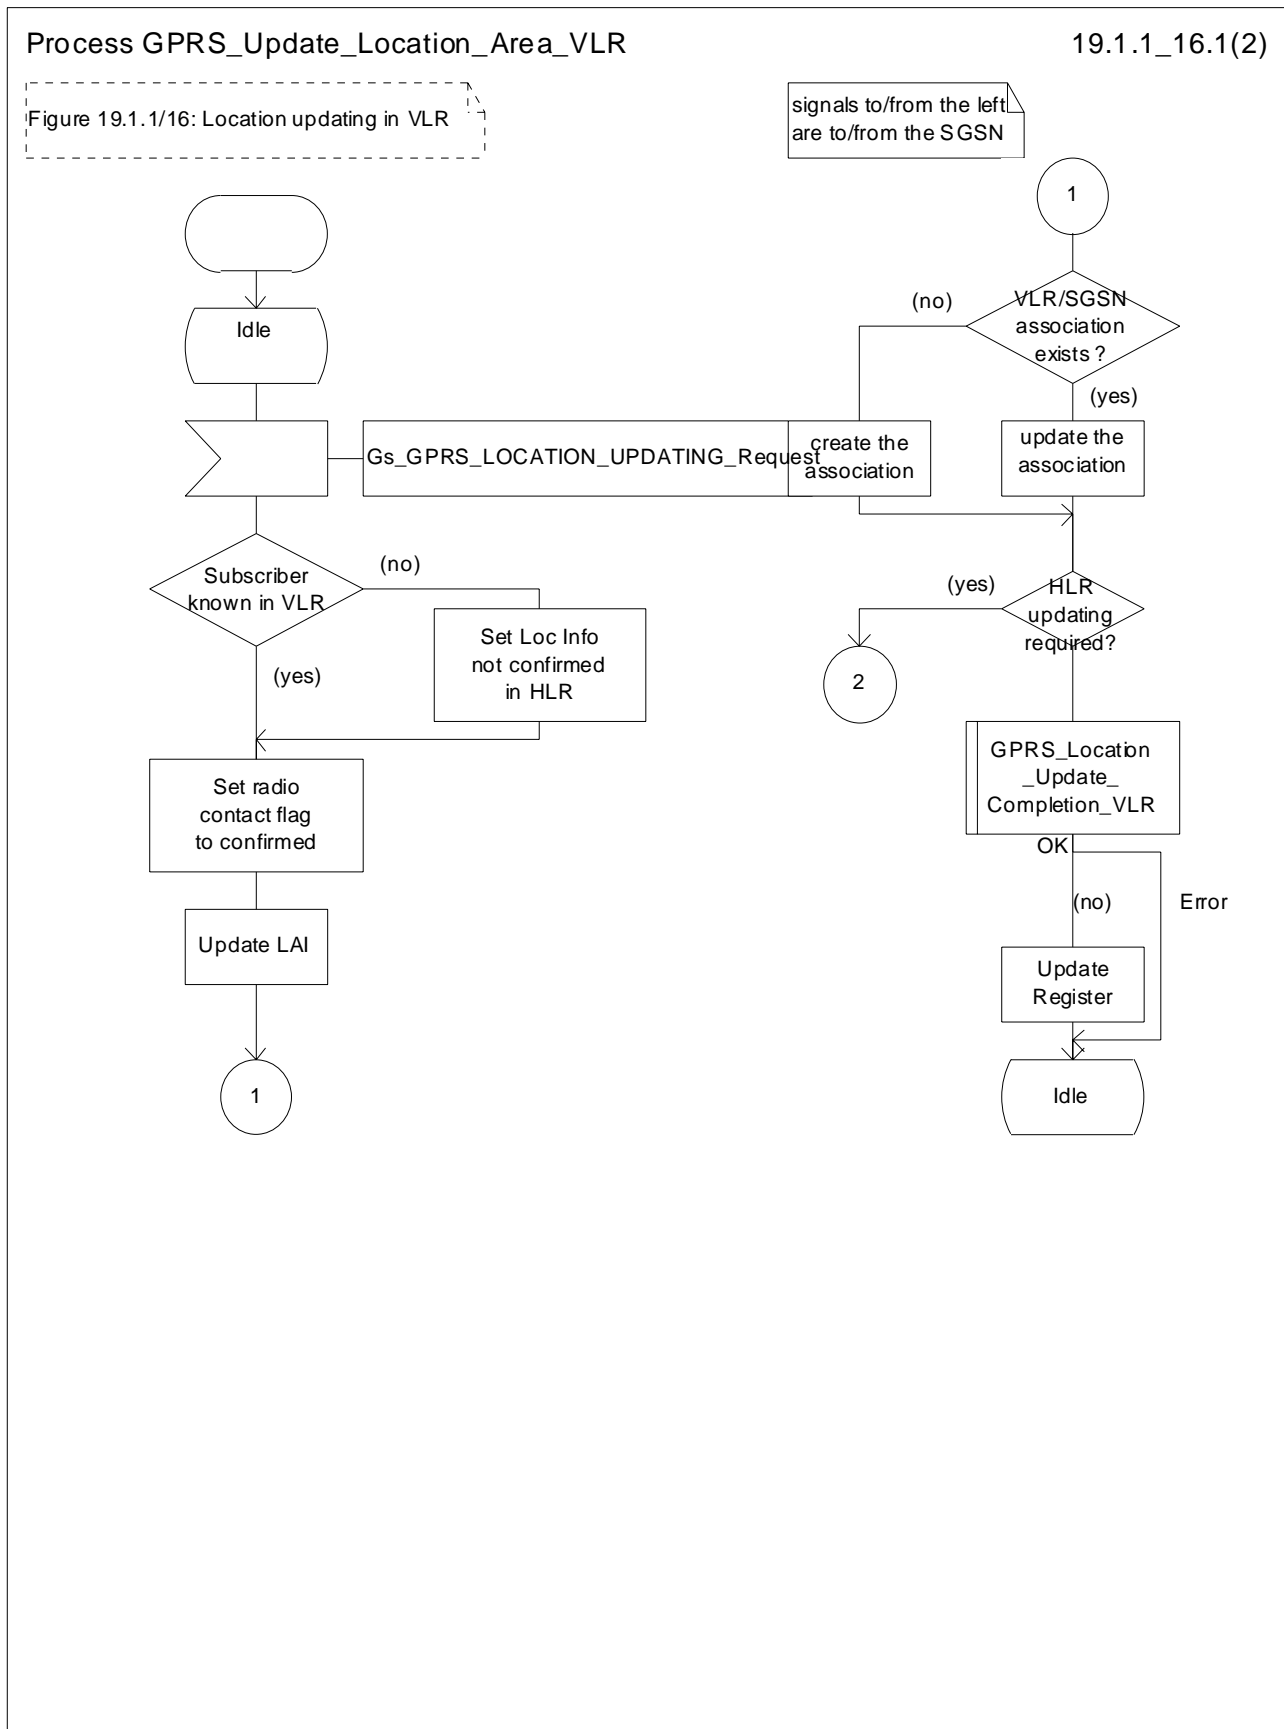 Process GPRS_Update_Location_Area_VLR
19.1.1_16.1(2)
Figure 19.1.1/16: Location updating in VLR
signals to/from the left
are to/from the SGSN
Idle
Gs_GPRS_LOCATION_UPDATING_Request
Subscriber
known in VLR
(no)
(yes)
Set Loc Info
not confirmed
in HLR
Set radio
contact flag
to confirmed
Update LAI
1
1
VLR/SGSN
association
exists ?
(no)
(yes)
create the
association
update the
association
HLR
updating
required?
(yes)
2
GPRS_Location
_Update_
Completion_VLR
OK
(no)
Error
Update
Register
Idle